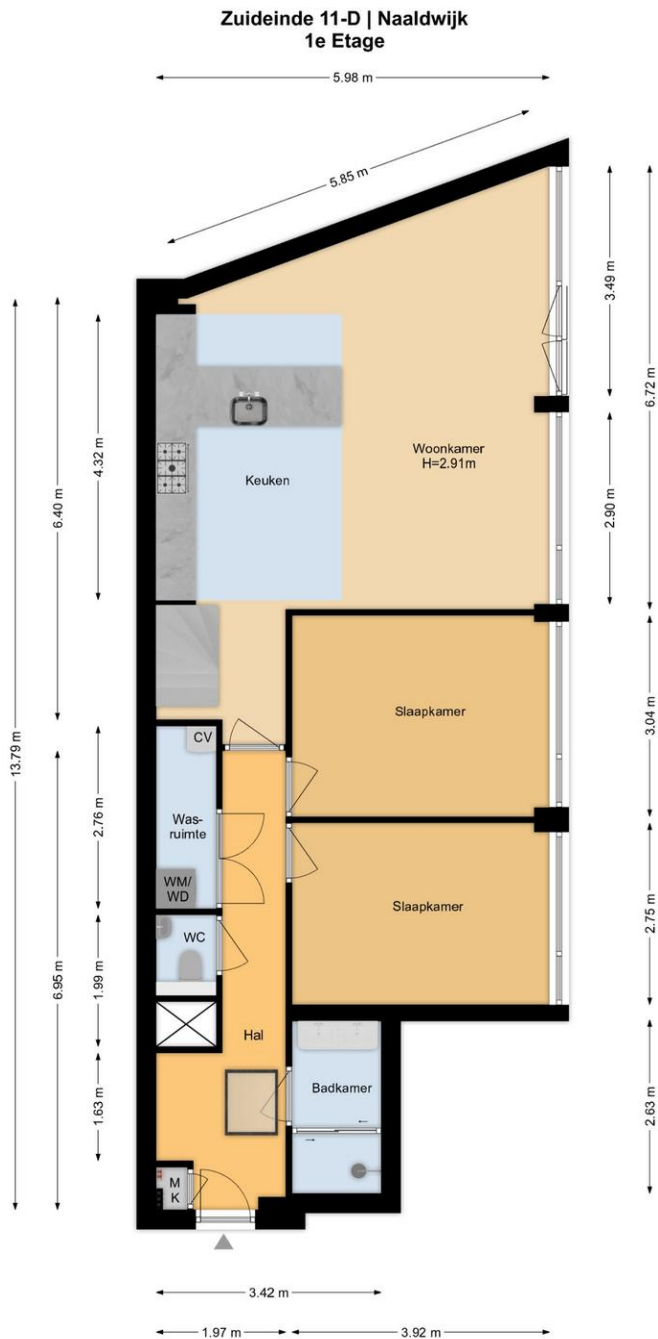 Zuideinde 11-D | Naaldwijk
1e Etage
5.98 m
5.85 m
3.49 m
6.72 m
4.32 m
6.40 m
13.79 m
Keuken
Woonkamer
H=2.91m
2.90 m
Slaapkamer
3.04 m
CV
Was-
ruimte
WM/
WD
2.76 m
Slaapkamer
2.75 m
WC
6.95 m
1.99 m
Hal
Badkamer
1.63 m
2.63 m
M
K
3.42 m
1.97 m
3.92 m